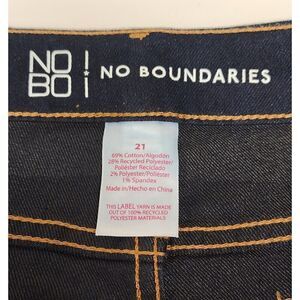 NO
BO
NO BOUNDARIES
21
69% Cotton/Algodón
28% Recycled Polyester/
Poliéster Reciclado
2% Polyester/Poliéster
1% Spandex
Made in/Hecho en China
THIS LABEL YARN IS MADE
OUT OF 100% RECYCLED
POLYESTER MATERIALS